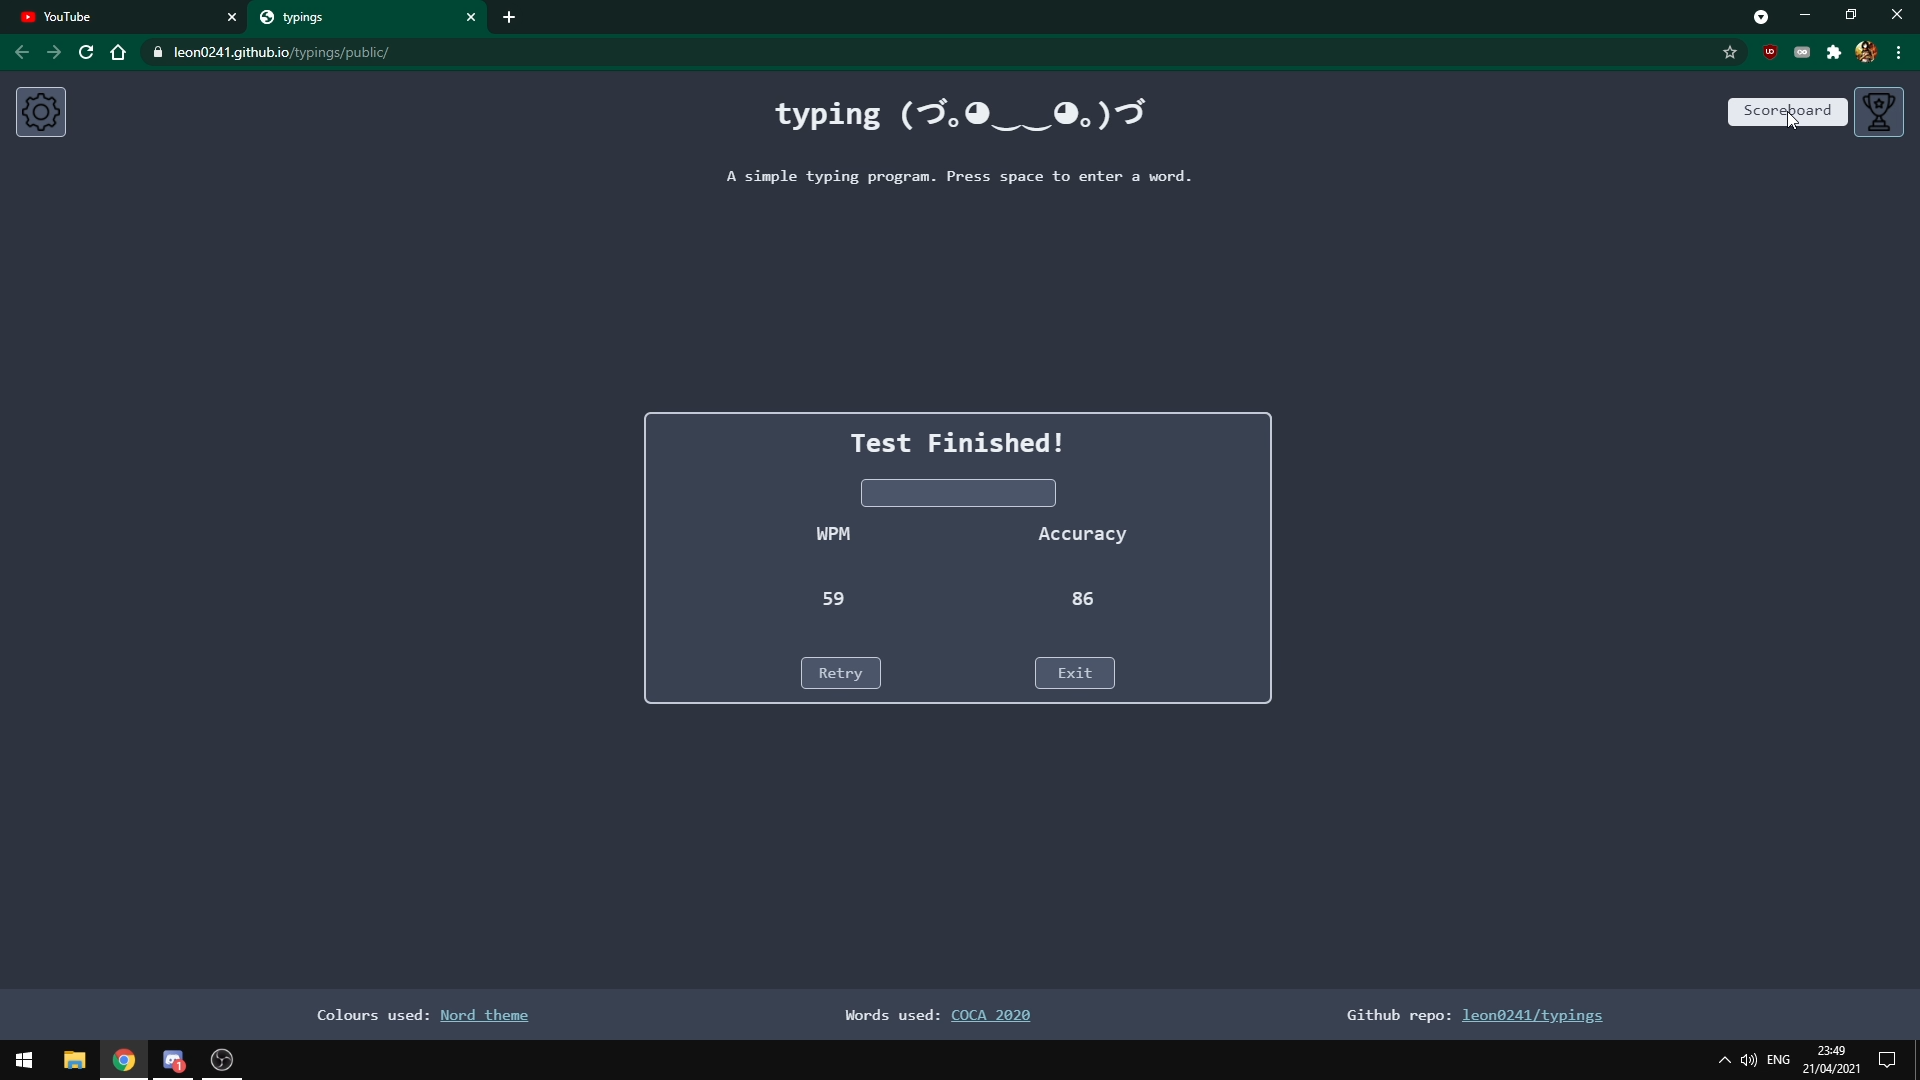 YouTube
typings
leon0241.github.io/typings/public/
typing (づ｡◕‿‿◕｡)づ
Scoreboard
A simple typing program. Press space to enter a word.
Test Finished!
WPM Accuracy
59 86
Retry Exit
Colours used: Nord theme Words used: COCA 2020 Github repo: leon0241/typings
1
ENG
23:49
21/04/2021